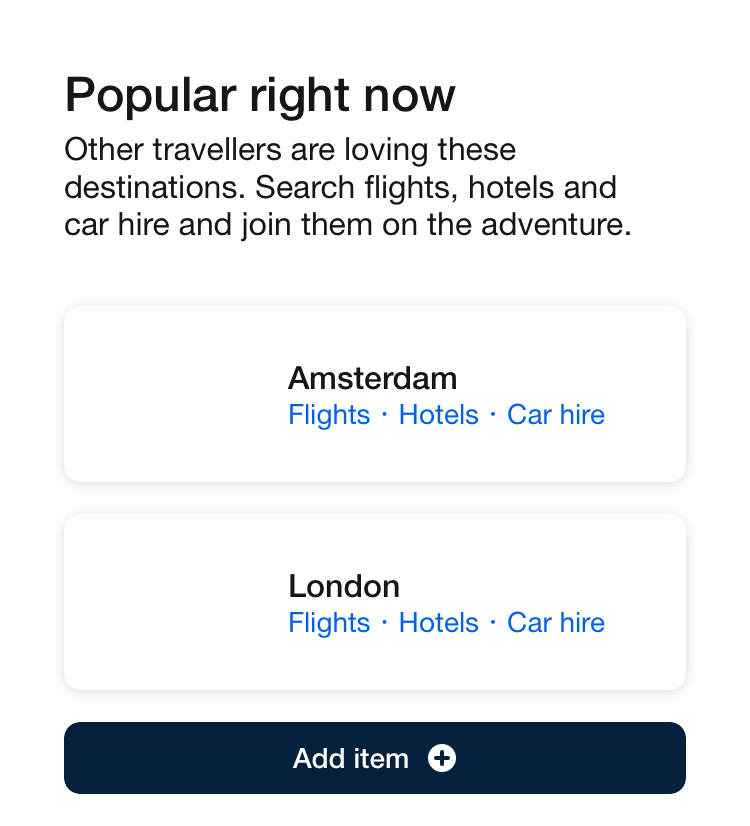 Popular right now
Other travellers are loving these
destinations. Search flights, hotels and
car hire and join them on the adventure.
Amsterdam
Flights · Hotels · Car hire
London
Flights · Hotels · Car hire
Add item